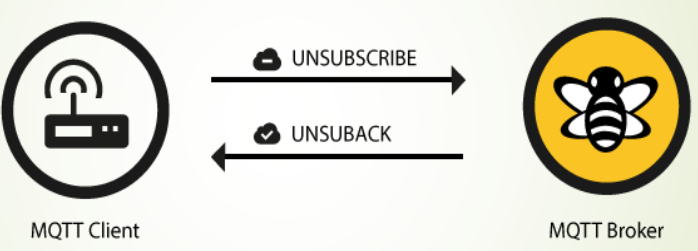 UNSUBSCRIBE
UNSUBACK
MQTT Client
MQTT Broker